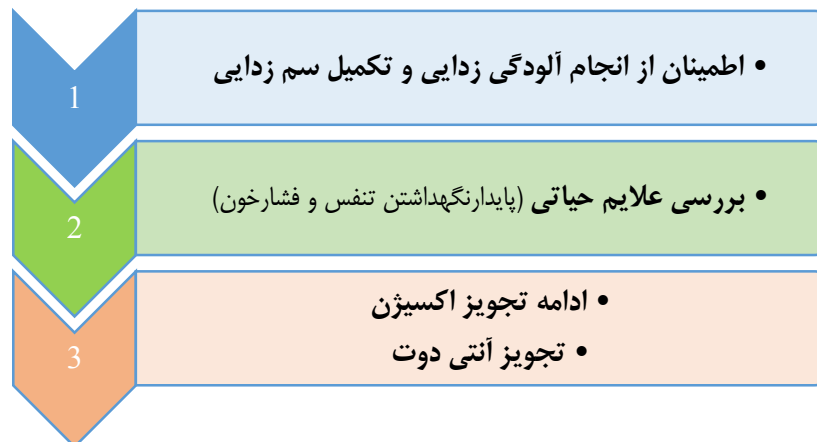 1
• اطمینان از انجام آلودگی زدایی و تکمیل سم زدایی
2
• بررسی علایم حیاتی (پایدارنگهداشتن تنفس و فشارخون)
3
• ادامه تجویز اکسیژن
• تجویز آنتی دوت